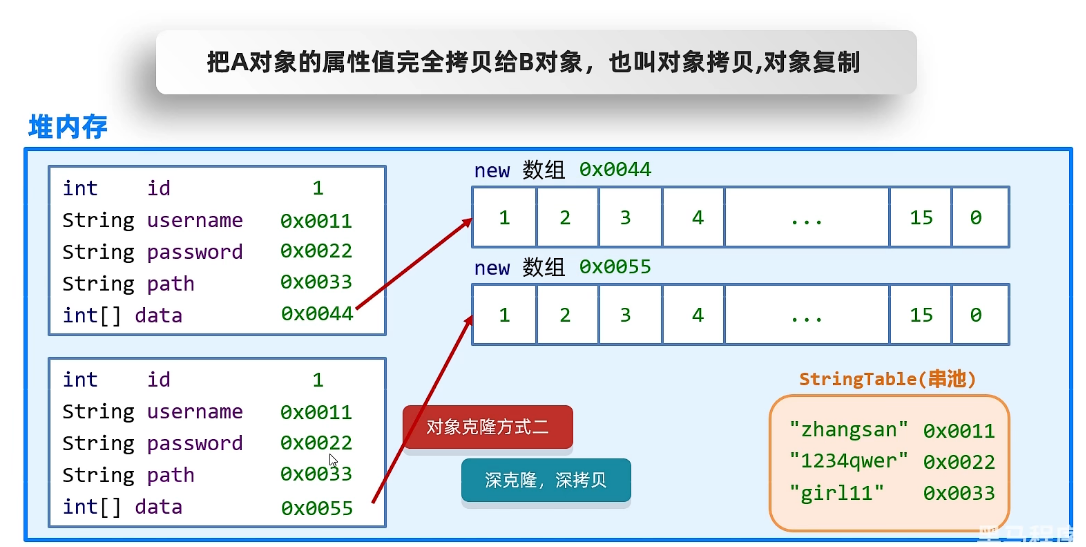 把A对象的属性值完全拷贝给B对象，也叫对象拷贝,对象复制
堆内存
int id 1
String username 0x0011
String password 0x0022
String path 0x0033
int[] data 0x0044
new 数组 0x0044
1 2 3 4 ... 15 0
new 数组 0x0055
1 2 3 4 ... 15 0
int id 1
String username 0x0011
String password 0x0022
String path 0x0033
int[] data 0x0055
对象克隆方式二
深克隆，深拷贝
StringTable(串池)
"zhangsan" 0x0011
"1234qwer" 0x0022
"girl11" 0x0033